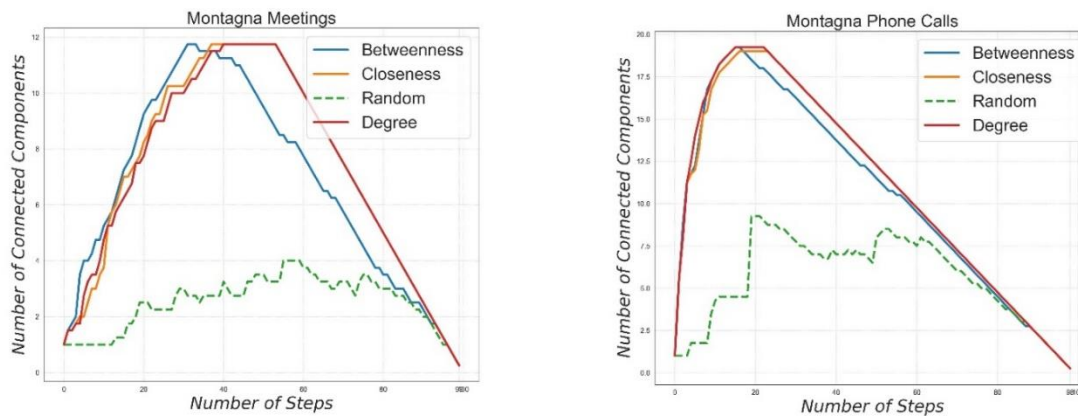 Montagna Meetings
12
10
8
6
4
2
0
Number of Connected Components
Betweenness
Closeness
Random
Degree
0 20 40 60 80
Number of Steps
Montagna Phone Calls
20.0
17.5
15.0
12.5
10.0
7.5
5.0
2.5
0.0
Number of Connected Components
Betweenness
Closeness
Random
Degree
0 20 40 60 80
Number of Steps